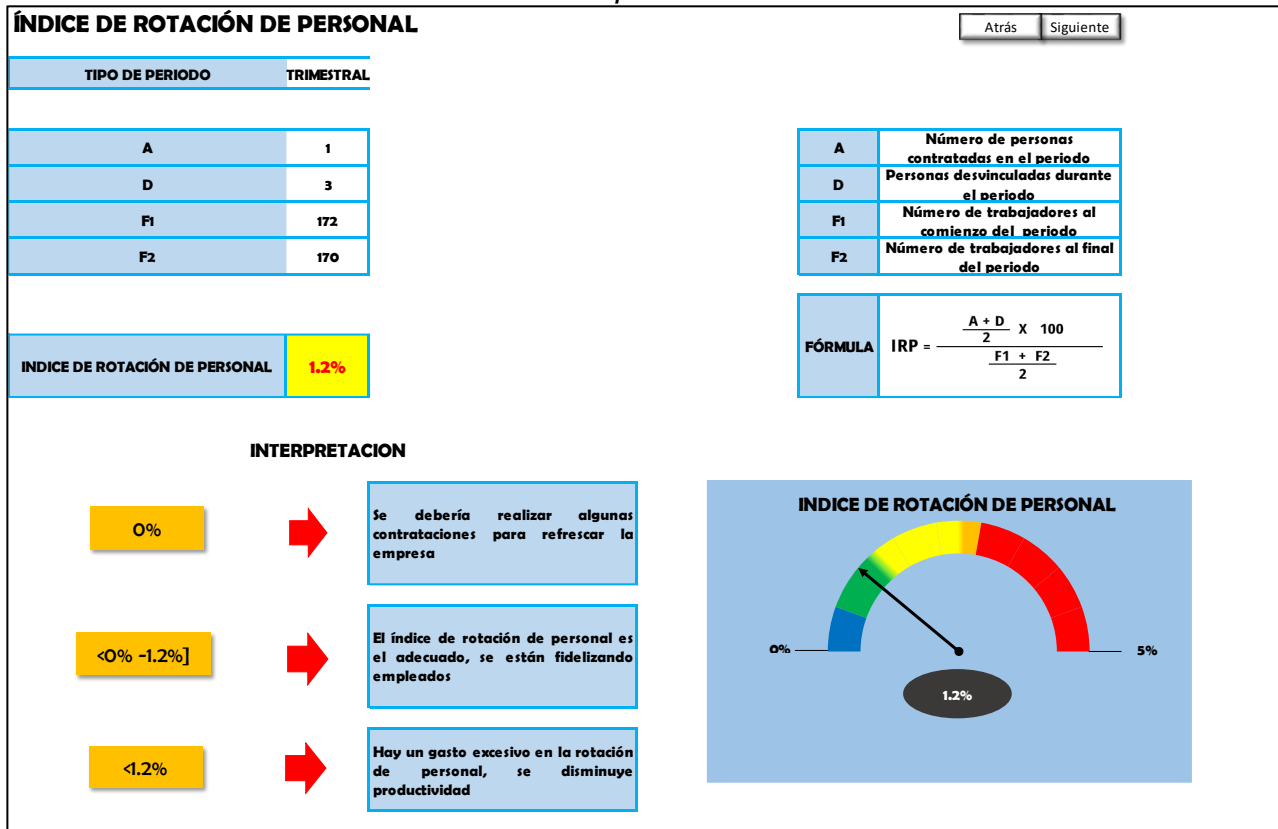 ÍNDICE DE ROTACIÓN DE PERSONAL
Atrás Siguiente
TIPO DE PERIODO TRIMESTRAL
A 1
D 3
F1 172
F2 170
A Número de personas
contratadas en el periodo
D Personas desvinculadas durante
el periodo
F1 Número de trabajadores al
comienzo del periodo
F2 Número de trabajadores al final
del periodo
INDICE DE ROTACIÓN DE PERSONAL 1.2%
FÓRMULA IRP =
A + D
2 X 100
F1 + F2
2
INTERPRETACION
0%
Se debería realizar algunas
contrataciones para refrescar la
empresa
<0% -1.2%]
El índice de rotación de personal es
el adecuado, se están fidelizando
empleados
<1.2%
Hay un gasto excesivo en la rotación
de personal, se disminuye
productividad
INDICE DE ROTACIÓN DE PERSONAL
0% 5%
1.2%